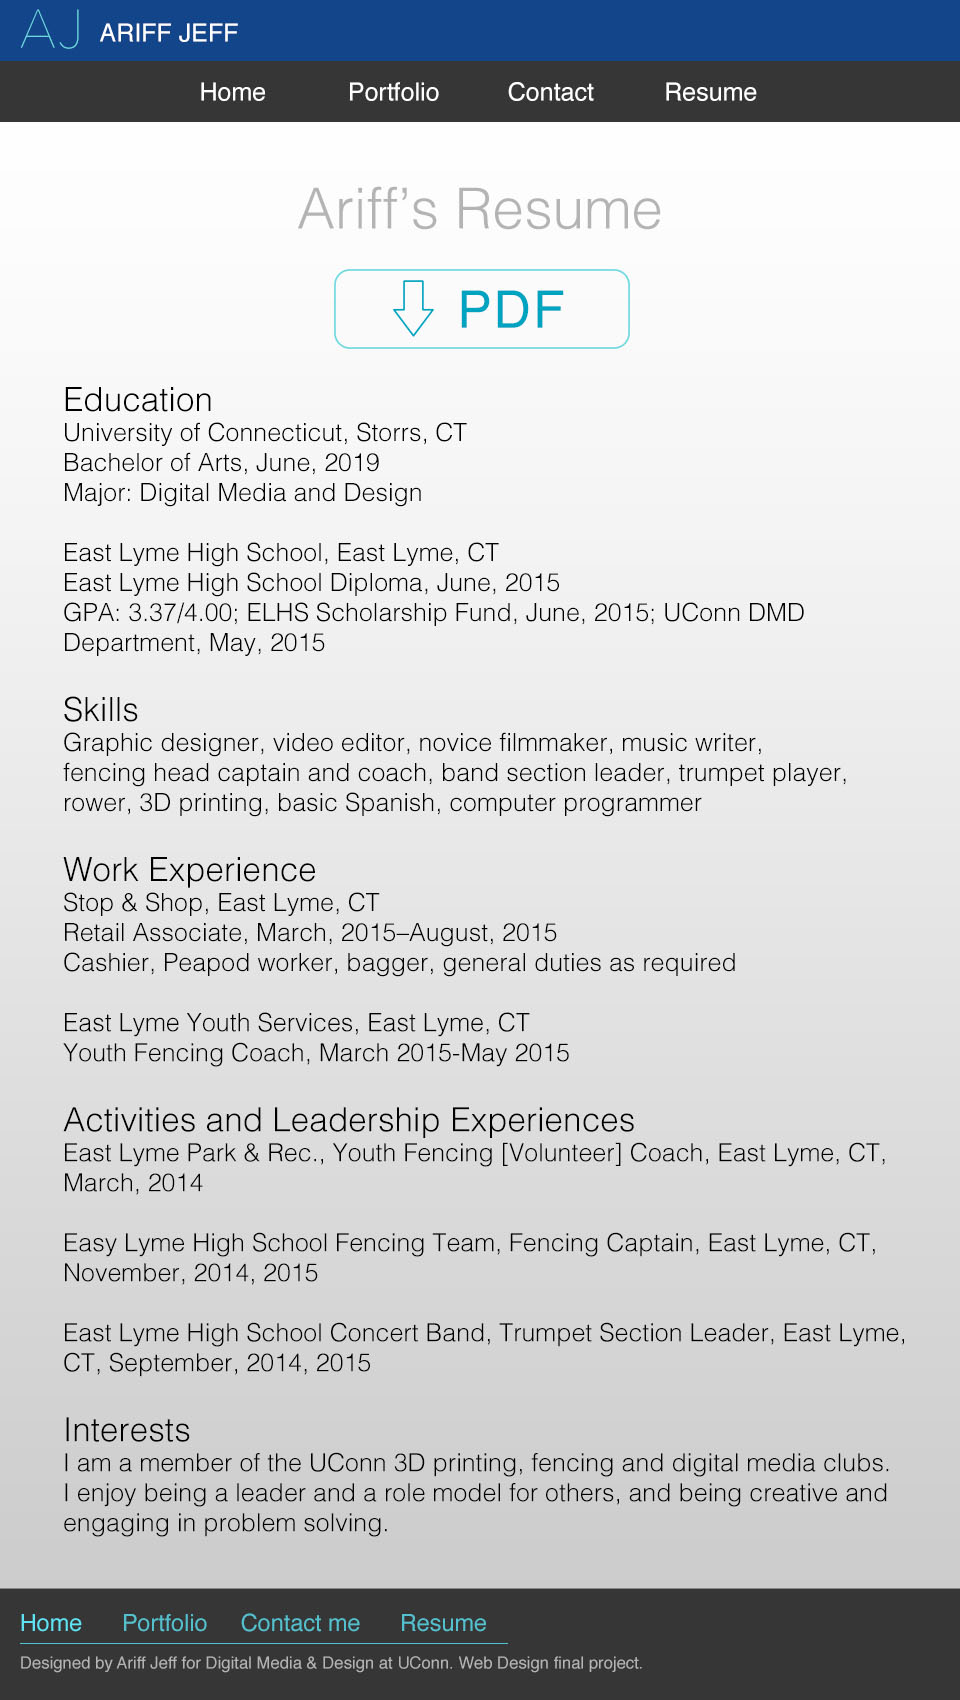 AJ ARIFF JEFF
Home Portfolio Contact Resume
Ariff's Resume
PDF
Education
University of Connecticut, Storrs, CT
Bachelor of Arts, June, 2019
Major: Digital Media and Design
East Lyme High School, East Lyme, CT
East Lyme High School Diploma, June, 2015
GPA: 3.37/4.00; ELHS Scholarship Fund, June, 2015; UConn DMD
Department, May, 2015
Skills
Graphic designer, video editor, novice filmmaker, music writer,
fencing head captain and coach, band section leader, trumpet player,
rower, 3D printing, basic Spanish, computer programmer
Work Experience
Stop & Shop, East Lyme, CT
Retail Associate, March, 2015–August, 2015
Cashier, Peapod worker, bagger, general duties as required
East Lyme Youth Services, East Lyme, CT
Youth Fencing Coach, March 2015-May 2015
Activities and Leadership Experiences
East Lyme Park & Rec., Youth Fencing [Volunteer] Coach, East Lyme, CT,
March, 2014
Easy Lyme High School Fencing Team, Fencing Captain, East Lyme, CT,
November, 2014, 2015
East Lyme High School Concert Band, Trumpet Section Leader, East Lyme,
CT, September, 2014, 2015
Interests
I am a member of the UConn 3D printing, fencing and digital media clubs.
I enjoy being a leader and a role model for others, and being creative and
engaging in problem solving.
Home Portfolio Contact me Resume
Designed by Ariff Jeff for Digital Media & Design at UConn. Web Design final project.